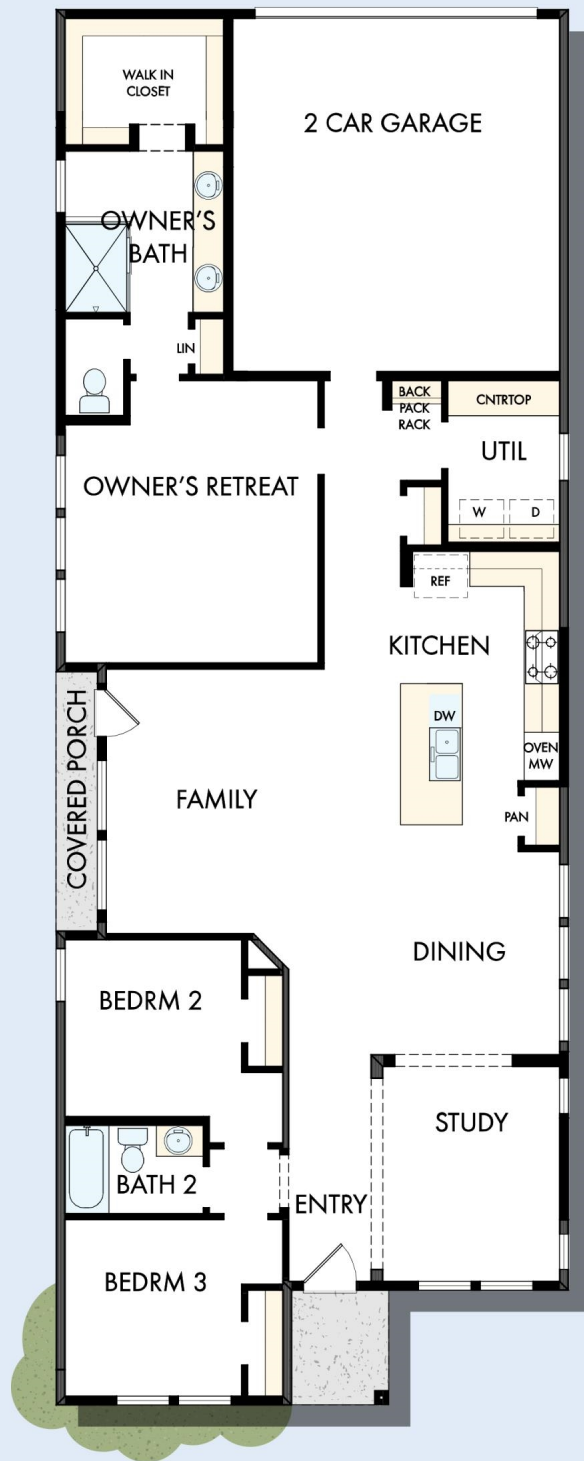 WALK IN
CLOSET
2 CAR GARAGE
OWNER'S
BATH
LIN
BACK
PACK
RACK
CNTRTOP
UTIL
W
D
OWNER'S RETREAT
REF
KITCHEN
DW
OVEN
MW
COVERED PORCH
FAMILY
PAN
DINING
BEDRM 2
STUDY
BATH 2
ENTRY
BEDRM 3